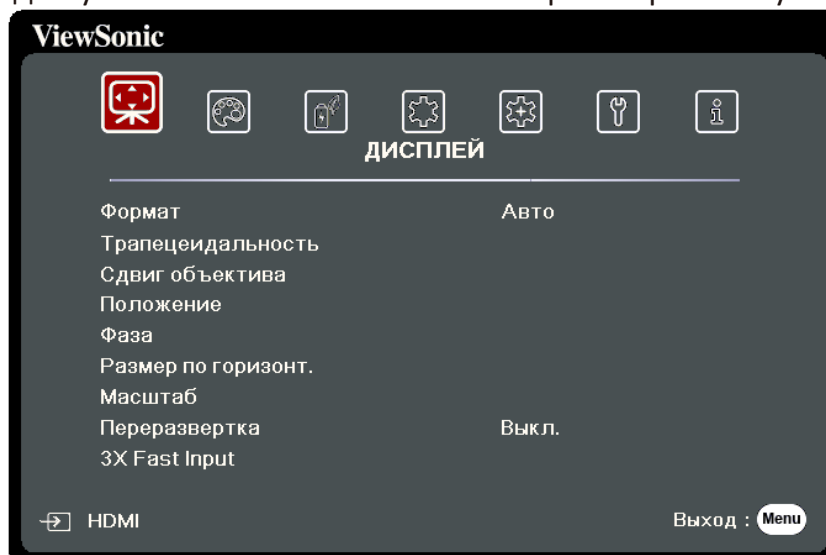 ViewSonic
ДИСПЛЕЙ
Формат Авто
Трапецеидальность
Сдвиг объектива
Положение
Фаза
Размер по горизонт.
Масштаб
Переразвертка Выкл.
3X Fast Input
HDMI Выход : Menu